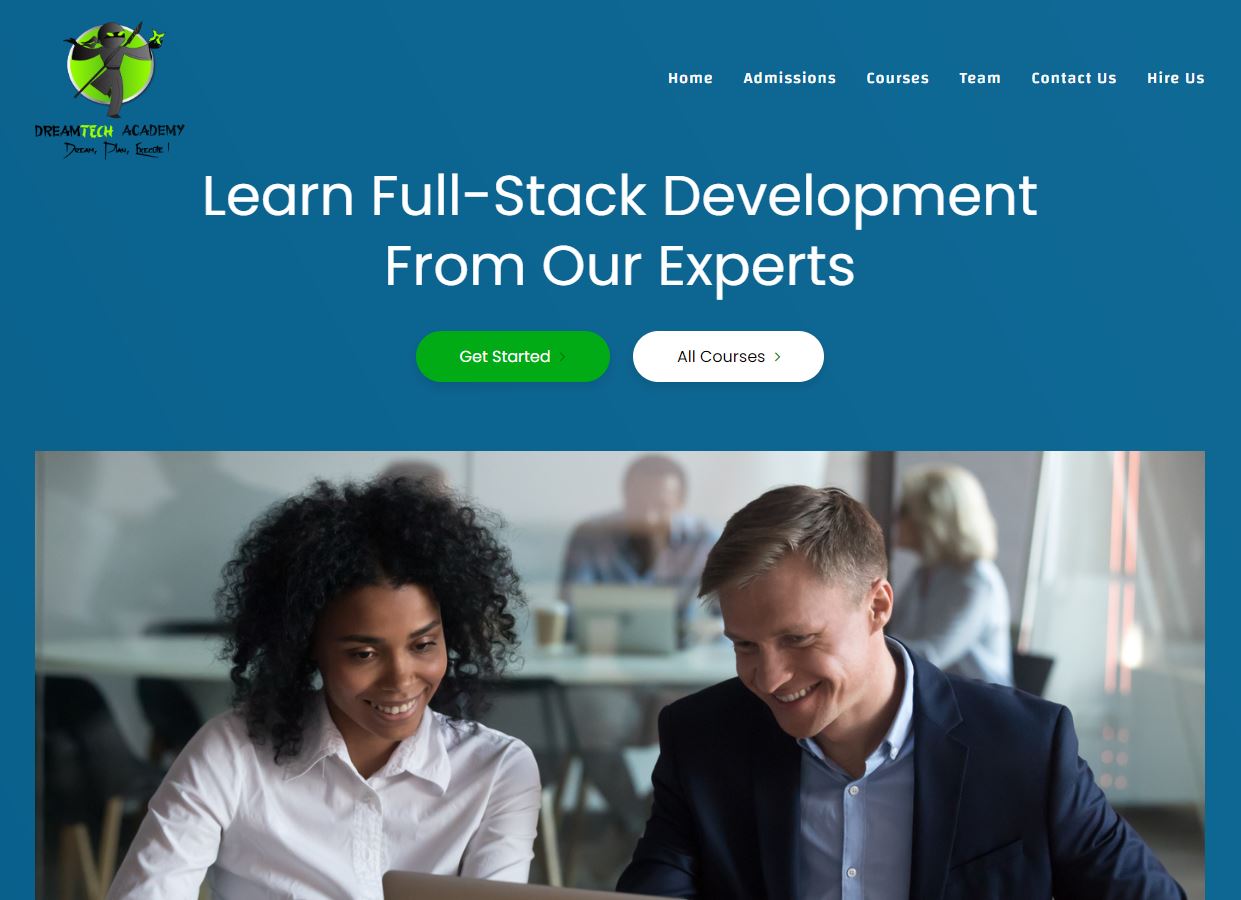 DREAMTECH ACADEMY
Dream, Plan, Execute !
Home Admissions Courses Team Contact Us Hire Us
Learn Full-Stack Development
From Our Experts
Get Started All Courses